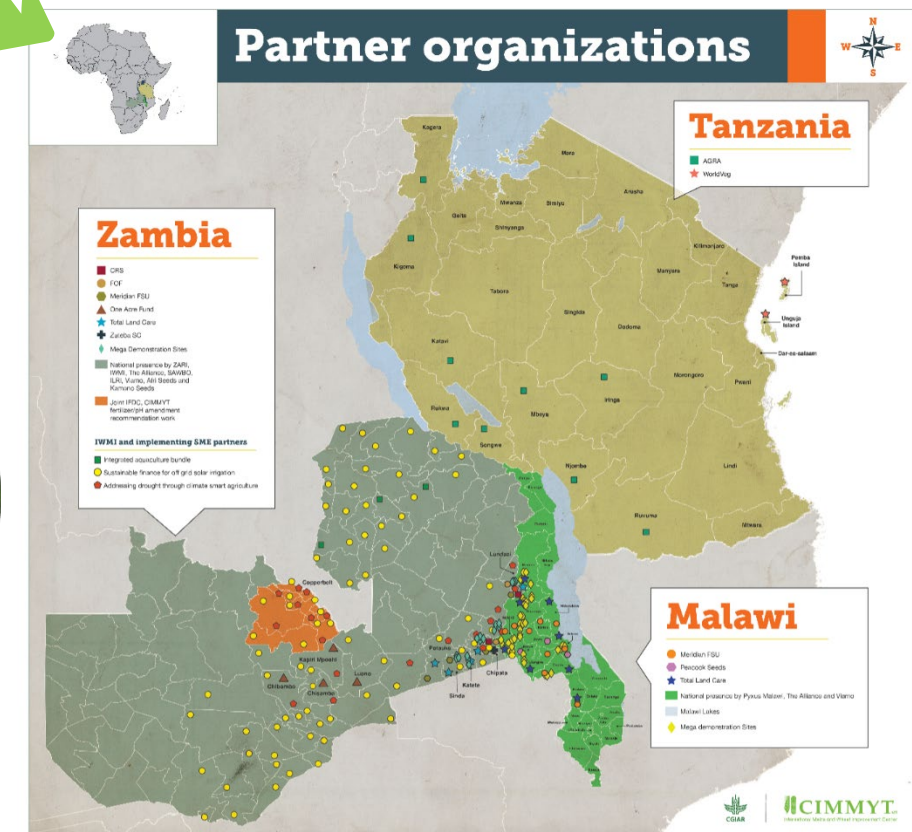 Partner organizations
N
W
E
S
Tanzania
AGRA
WorldVeg
Zambia
CRS
FOF
Meridian FSU
One Acre Fund
Total Land Care
Zateba SC
Mega Demonstration Sites
National presence by ZARI,
IWMI, The Alliance, SAWBO,
ILRI, Viamo, Afri Seeds and
Kamano Seeds
Joint IFDC, CIMMYT
fertilizer/pH amendment
recommendation work
IWMI and implementing SME partners
Integrated aquaculture bundle
Sustainable finance for off grid solar irrigation
Addressing drought through climate smart agriculture
Kagera
Mara
Mwanza
Simiyu
Arusha
Geita
Shinyanga
Kilimanjaro
Kigoma
Manyara
Tanga
Pemba
Island
Tabora
Singida
Dodoma
Unguja
Island
Katavi
Dar-es-salaam
Morongoro
Pwani
Rukwa
Mbeya
Iringa
Songwe
Njombe
Lindi
Ruvuma
Mtwara
Lundazi
Copperbelt
Kapiri Mposhi
Chibombo
Chisamba
Luano
Petauke
Sinda
Katete
Chipata
Malawi
Meridian FSU
Peacock Seeds
Total Land Care
National presence by Pyxus Malawi, The Alliance and Viamo
Malawi Lakes
Mega demonstration Sites
CGIAR
CIMMYT
International Maize and Wheat Improvement Center